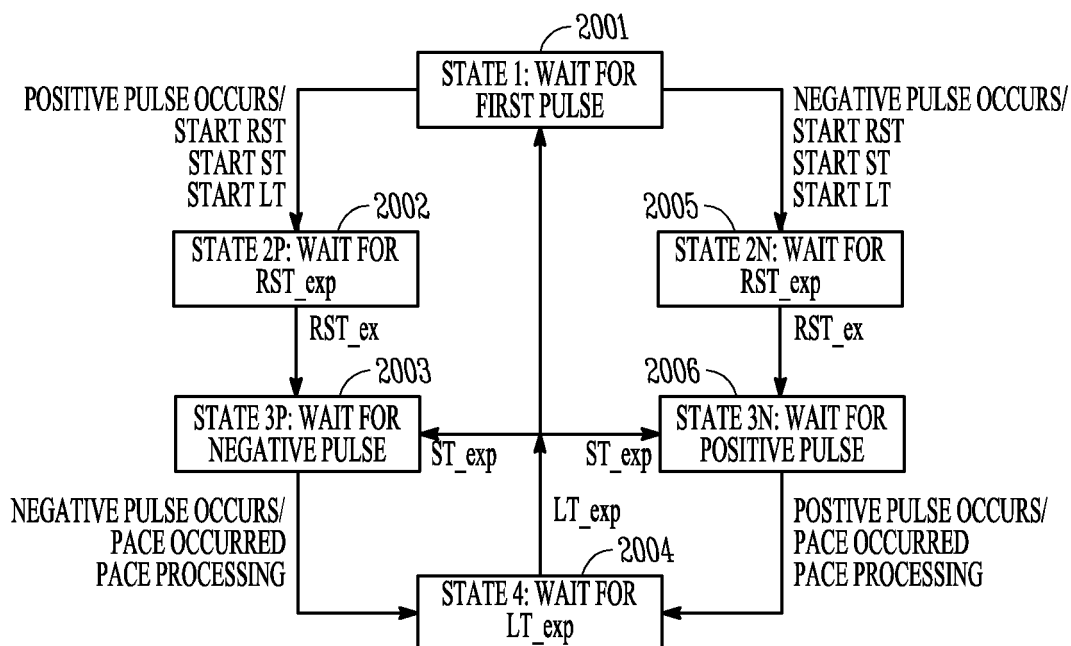 2001
STATE 1: WAIT FOR
FIRST PULSE
POSITIVE PULSE OCCURS/
START RST
START ST
START LT
NEGATIVE PULSE OCCURS/
START RST
START ST
START LT
2002
STATE 2P: WAIT FOR
RST_exp
2005
STATE 2N: WAIT FOR
RST_exp
RST_ex
RST_ex
2003
STATE 3P: WAIT FOR
NEGATIVE PULSE
2006
STATE 3N: WAIT FOR
POSITIVE PULSE
ST_exp
ST_exp
NEGATIVE PULSE OCCURS/
PACE OCCURRED
PACE PROCESSING
LT_exp
POSTIVE PULSE OCCURS/
PACE OCCURRED
PACE PROCESSING
2004
STATE 4: WAIT FOR
LT_exp